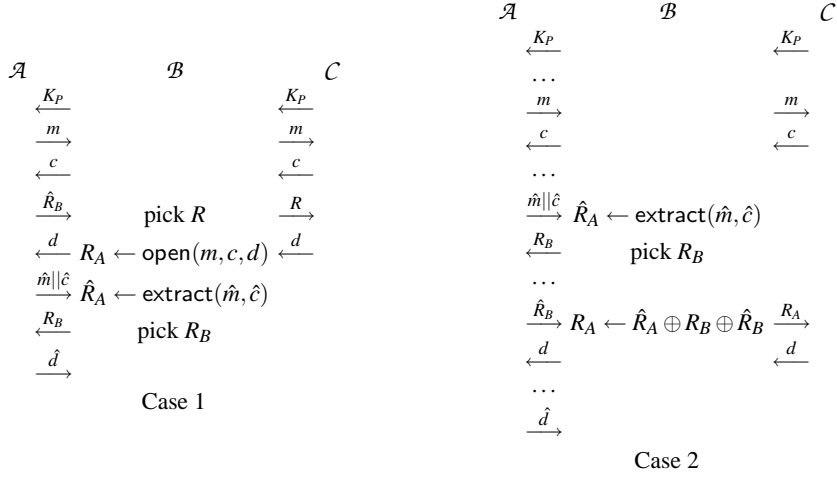 𝒜 ℬ 𝒞
K_P K_P
m m
c c
R̂_B pick R R
d R_A ← open(m, c, d) d
m̂||ĉ R̂_A ← extract(m̂, ĉ)
R_B pick R_B
d̂
Case 1
𝒜 ℬ 𝒞
K_P K_P
...
m m
c c
...
m̂||ĉ R̂_A ← extract(m̂, ĉ)
R_B pick R_B
...
R̂_B R_A ← R̂_A ⊕ R_B ⊕ R̂_B R_A
d d
...
d̂
Case 2